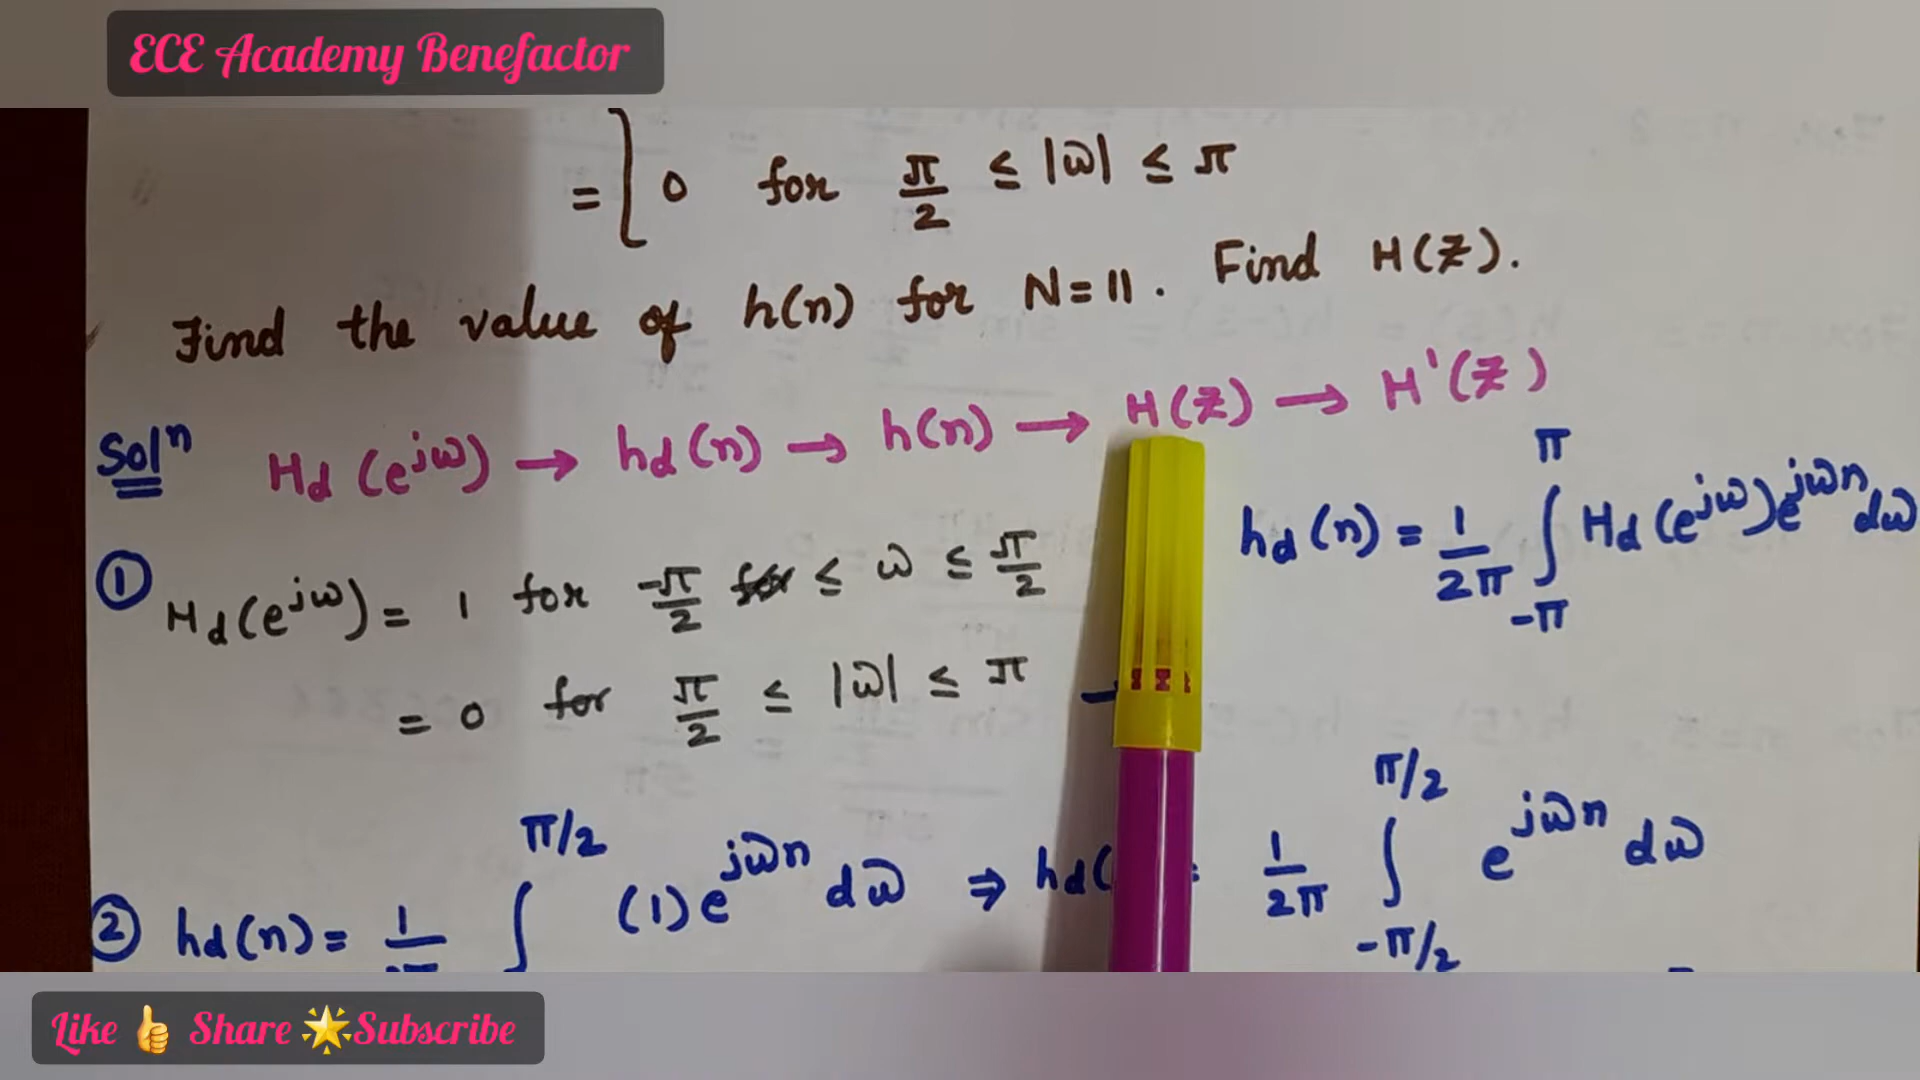 ECE Academy Benefactor
= { 0 for π/2 ≤ |ω| ≤ π
Find the value of h(n) for N=11. Find H(Z).
Solⁿ Hd(e^jω) → hd(n) → h(n) → H(Z) → H'(Z)
① Hd(e^jω) = 1 for -π/2 ≤ ω ≤ π/2
= 0 for π/2 ≤ |ω| ≤ π
hd(n) = 1/2π ∫_-π^π Hd(e^jω)e^jωn dω
② hd(n) = 1/2π ∫^π/2 (1)e^jωn dω ⇒ hd( = 1/2π ∫_-π/2^π/2 e^jωn dω
Like 👍 Share 🌟Subscribe